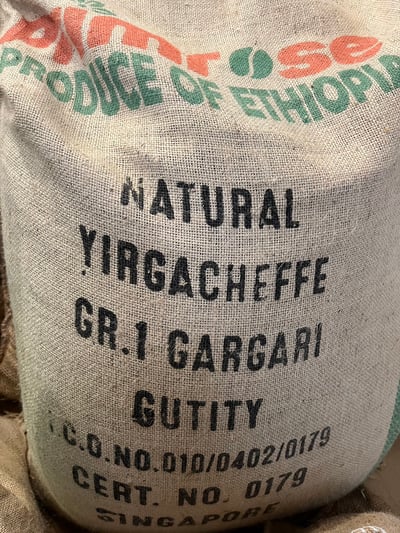 PRODUCE OF ETHIOPIA
NATURAL
YIRGACHEFFE
GR.1 GARGARI
GUTITY
I.C.O.NO.010/0402/0179
CERT. NO. 0179
SINGAPORE